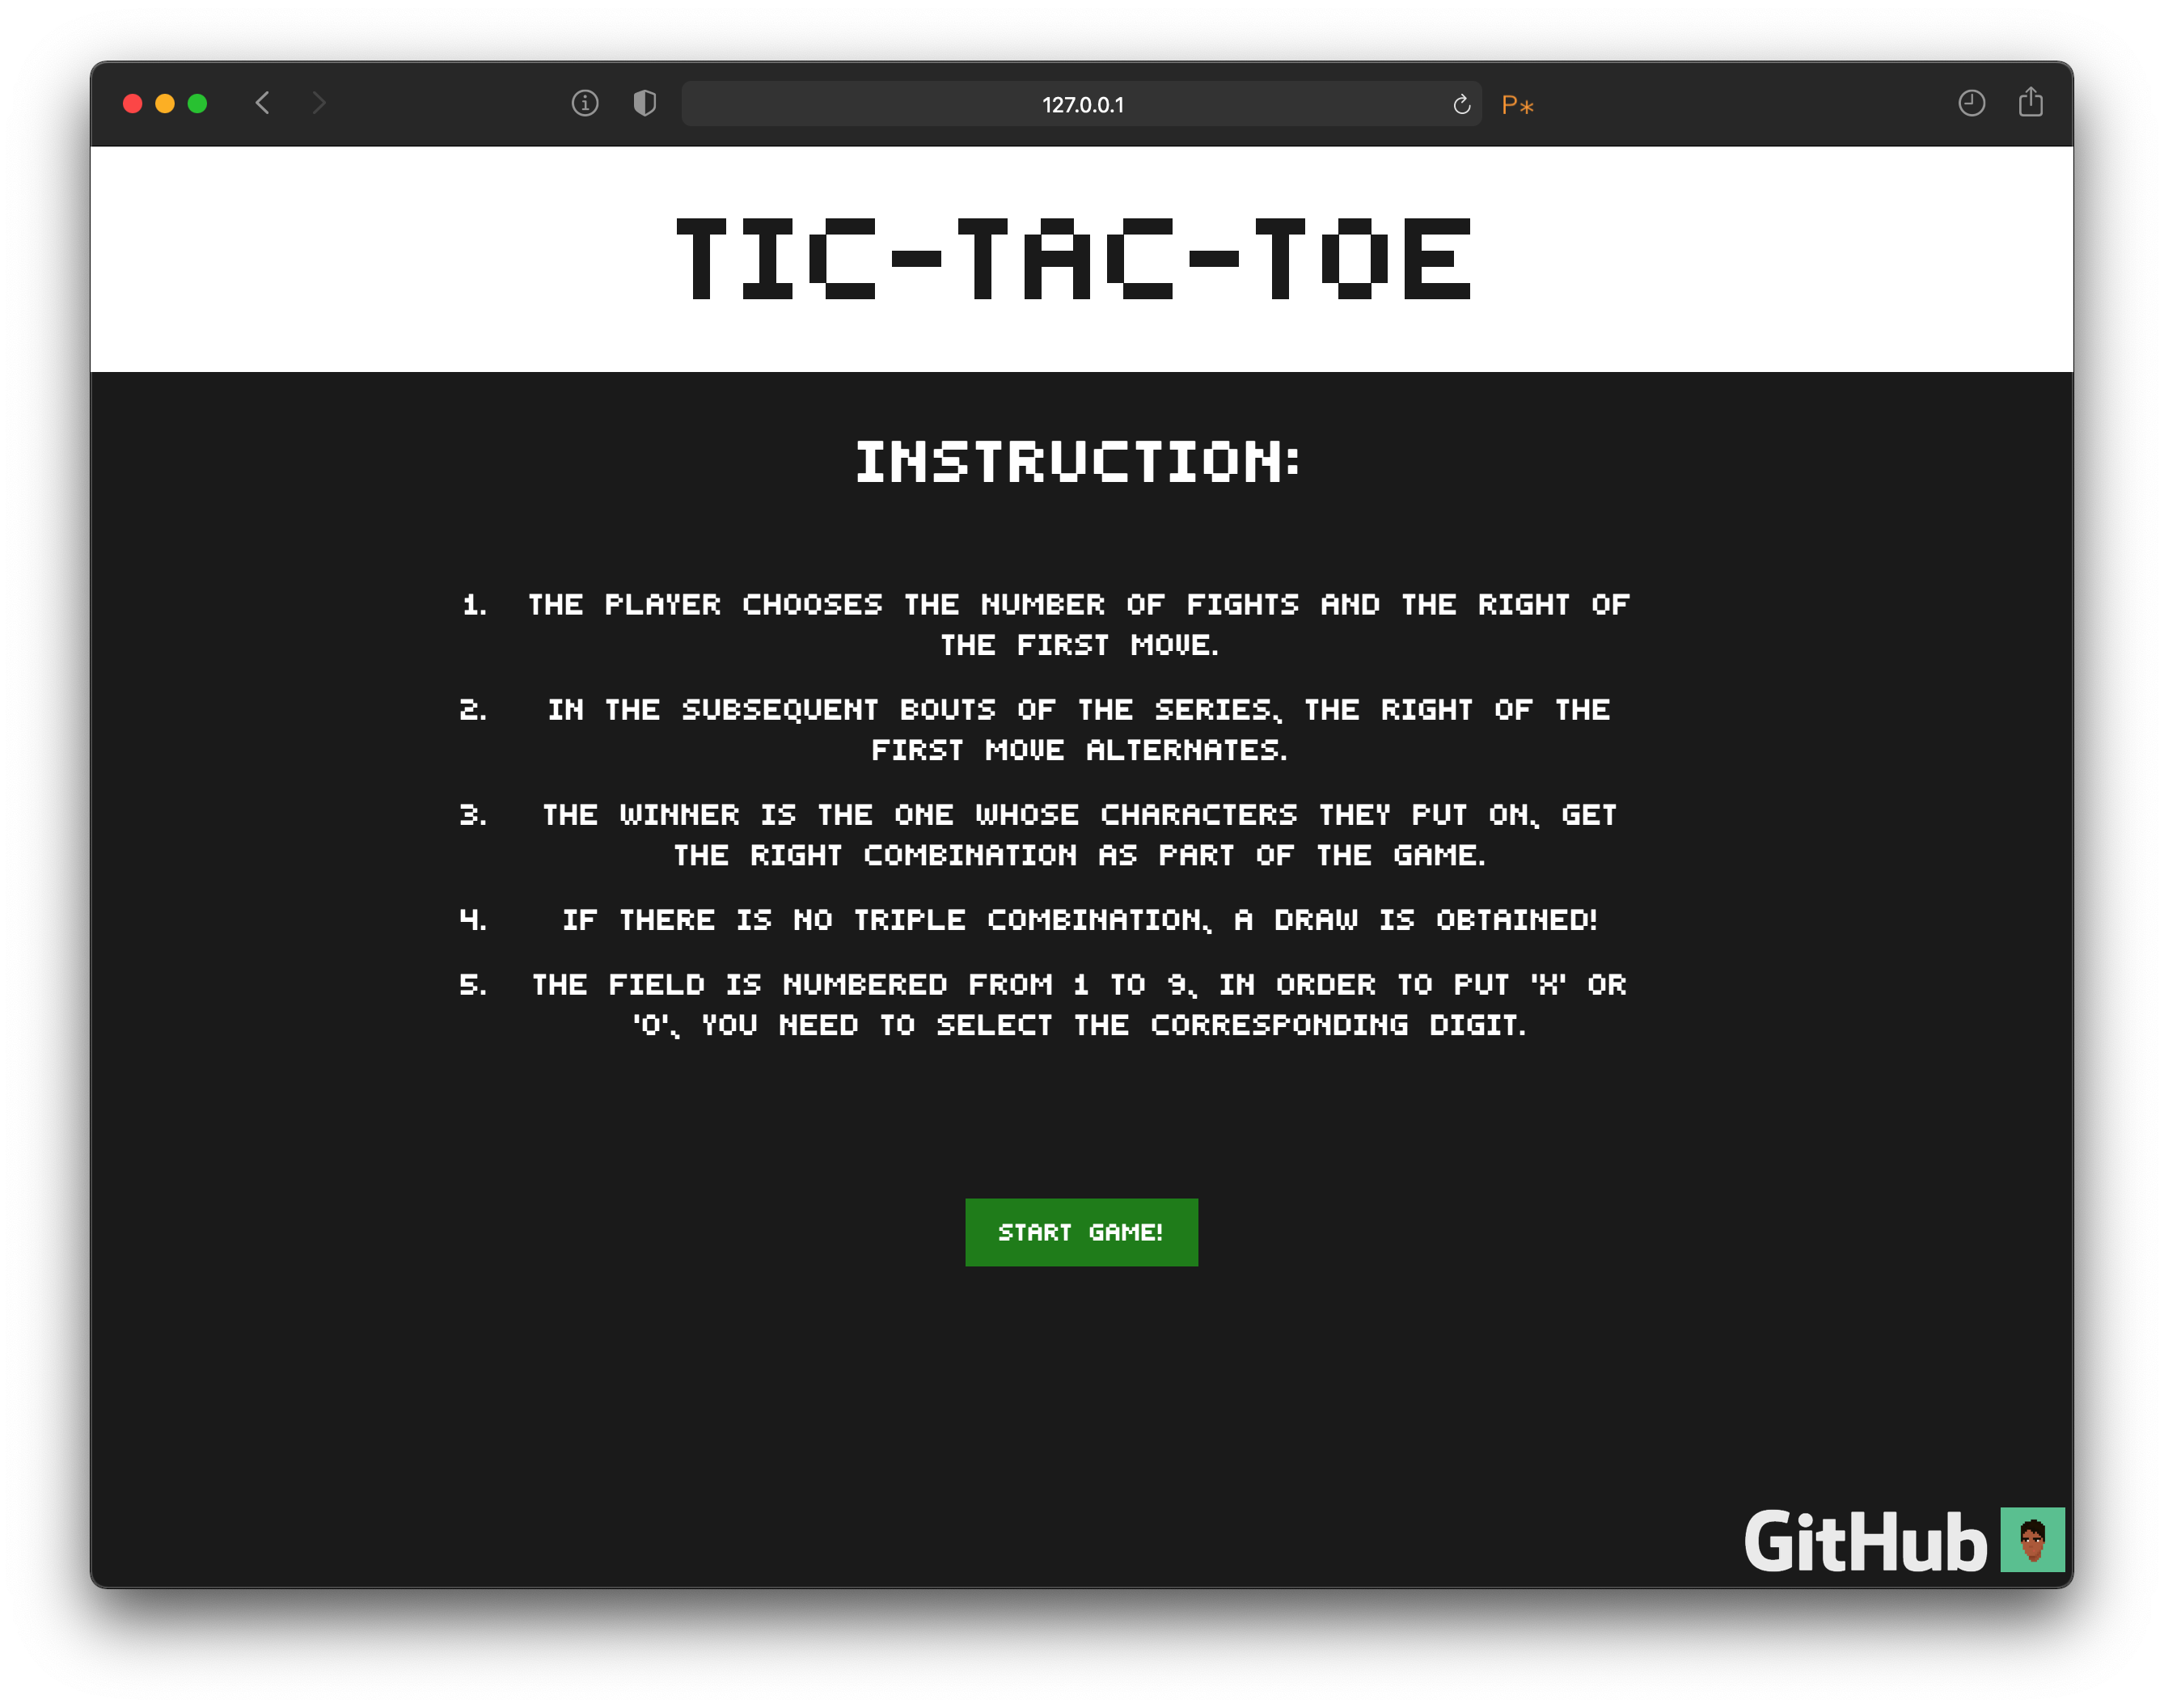 127.0.0.1
P*
TIC-TAC-TOE
INSTRUCTION:
1. THE PLAYER CHOOSES THE NUMBER OF FIGHTS AND THE RIGHT OF
THE FIRST MOVE.
2. IN THE SUBSEQUENT BOUTS OF THE SERIES, THE RIGHT OF THE
FIRST MOVE ALTERNATES.
3. THE WINNER IS THE ONE WHOSE CHARACTERS THEY PUT ON, GET
THE RIGHT COMBINATION AS PART OF THE GAME.
4. IF THERE IS NO TRIPLE COMBINATION, A DRAW IS OBTAINED!
5. THE FIELD IS NUMBERED FROM 1 TO 9, IN ORDER TO PUT 'X' OR
'O', YOU NEED TO SELECT THE CORRESPONDING DIGIT.
START GAME!
GitHub